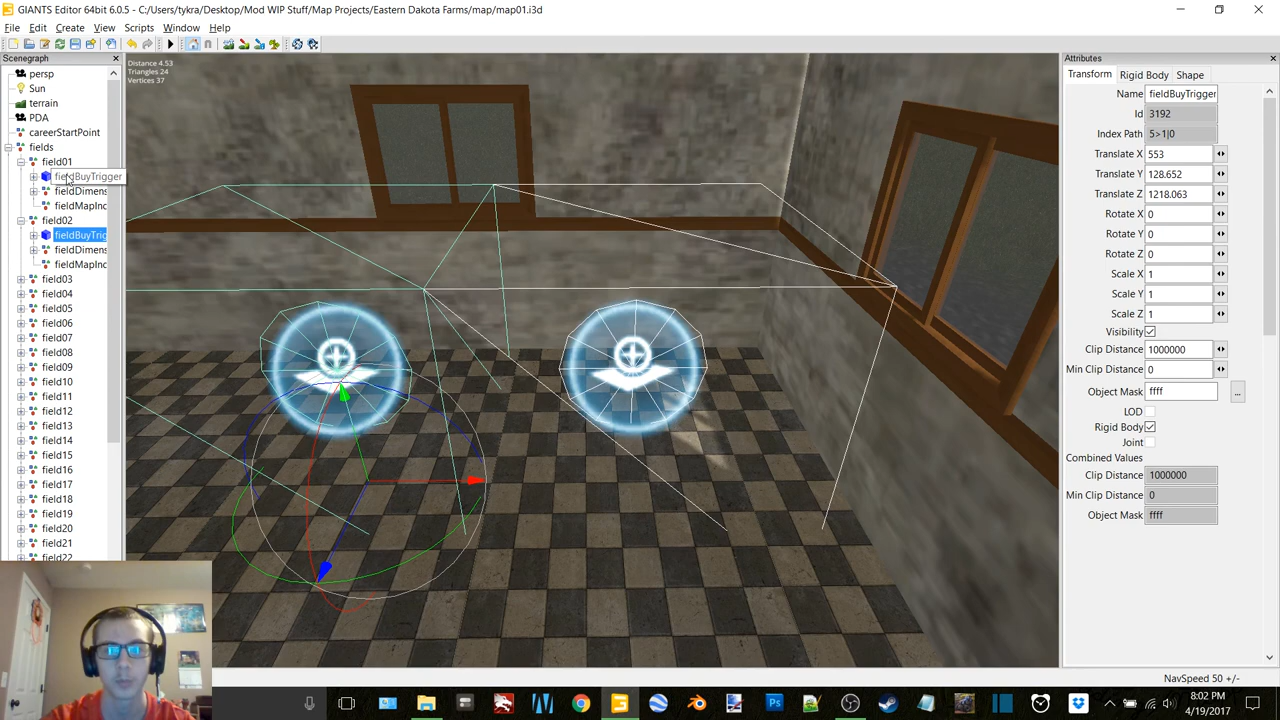 GIANTS Editor 64bit 6.0.5 - C:/Users/tykra/Desktop/Mod WIP Stuff/Map Projects/Eastern Dakota Farms/map/map01.i3d
File Edit Create View Scripts Window Help
Scenegraph
persp
Sun
terrain
PDA
careerStartPoint
fields
field01
fieldBuyTrigger
fieldDimens
fieldMapInd
field02
fieldBuyTrig
fieldDimens
fieldMapInd
field03
field04
field05
field06
field07
field08
field09
field10
field11
field12
field13
field14
field15
field16
field17
field18
field19
field20
field21
field22
Distance 4.53
Triangles 24
Vertices 37
Attributes
Transform Rigid Body Shape
Name fieldBuyTrigger
Id 3192
Index Path 5>1|0
Translate X 553
Translate Y 128.652
Translate Z 1218.063
Rotate X 0
Rotate Y 0
Rotate Z 0
Scale X 1
Scale Y 1
Scale Z 1
Visibility
Clip Distance 1000000
Min Clip Distance 0
Object Mask ffff ...
LOD
Rigid Body
Joint
Combined Values
Clip Distance 1000000
Min Clip Distance 0
Object Mask ffff
NavSpeed 50 +/-
8:02 PM
4/19/2017